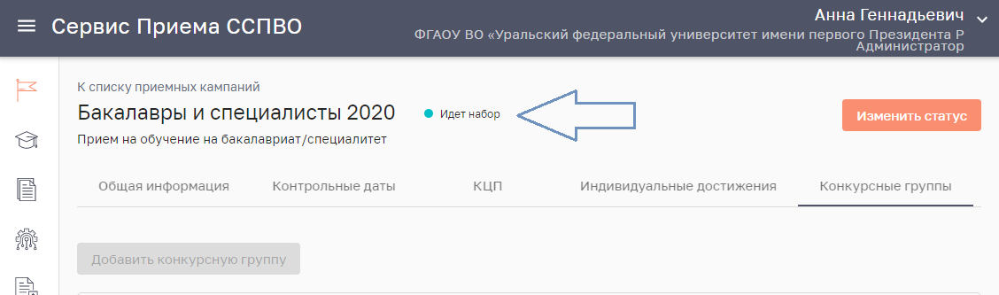 Сервис Приема ССПВО
Анна Геннадьевич
ФГАОУ ВО «Уральский федеральный университет имени первого Президента Р
Администратор
К списку приемных кампаний
Бакалавры и специалисты 2020
Идет набор
Изменить статус
Прием на обучение на бакалавриат/специалитет
Общая информация
Контрольные даты
КЦП
Индивидуальные достижения
Конкурсные группы
Добавить конкурсную группу